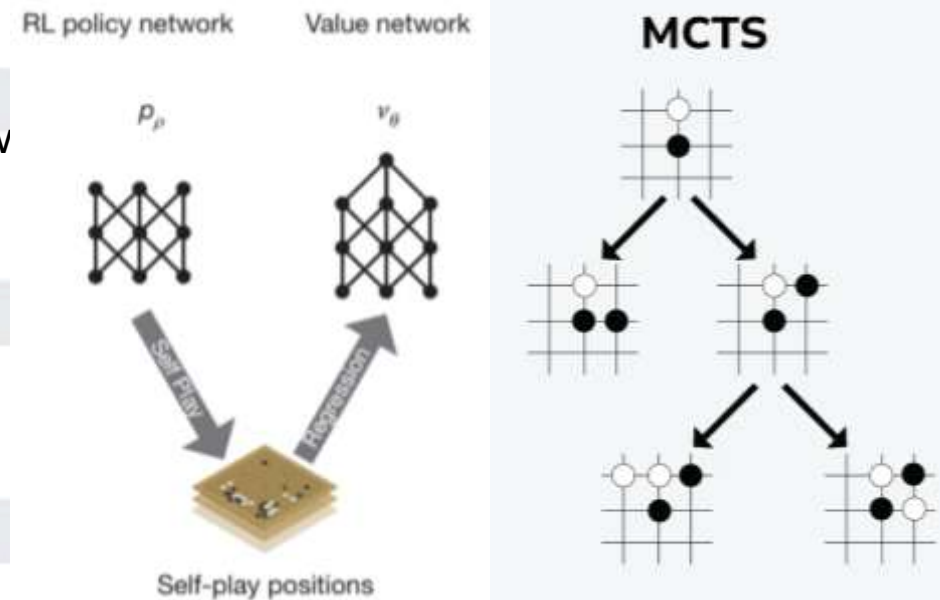 RL policy network
Value network
MCTS
pρ
vθ
Self Play
Regression
Self-play positions